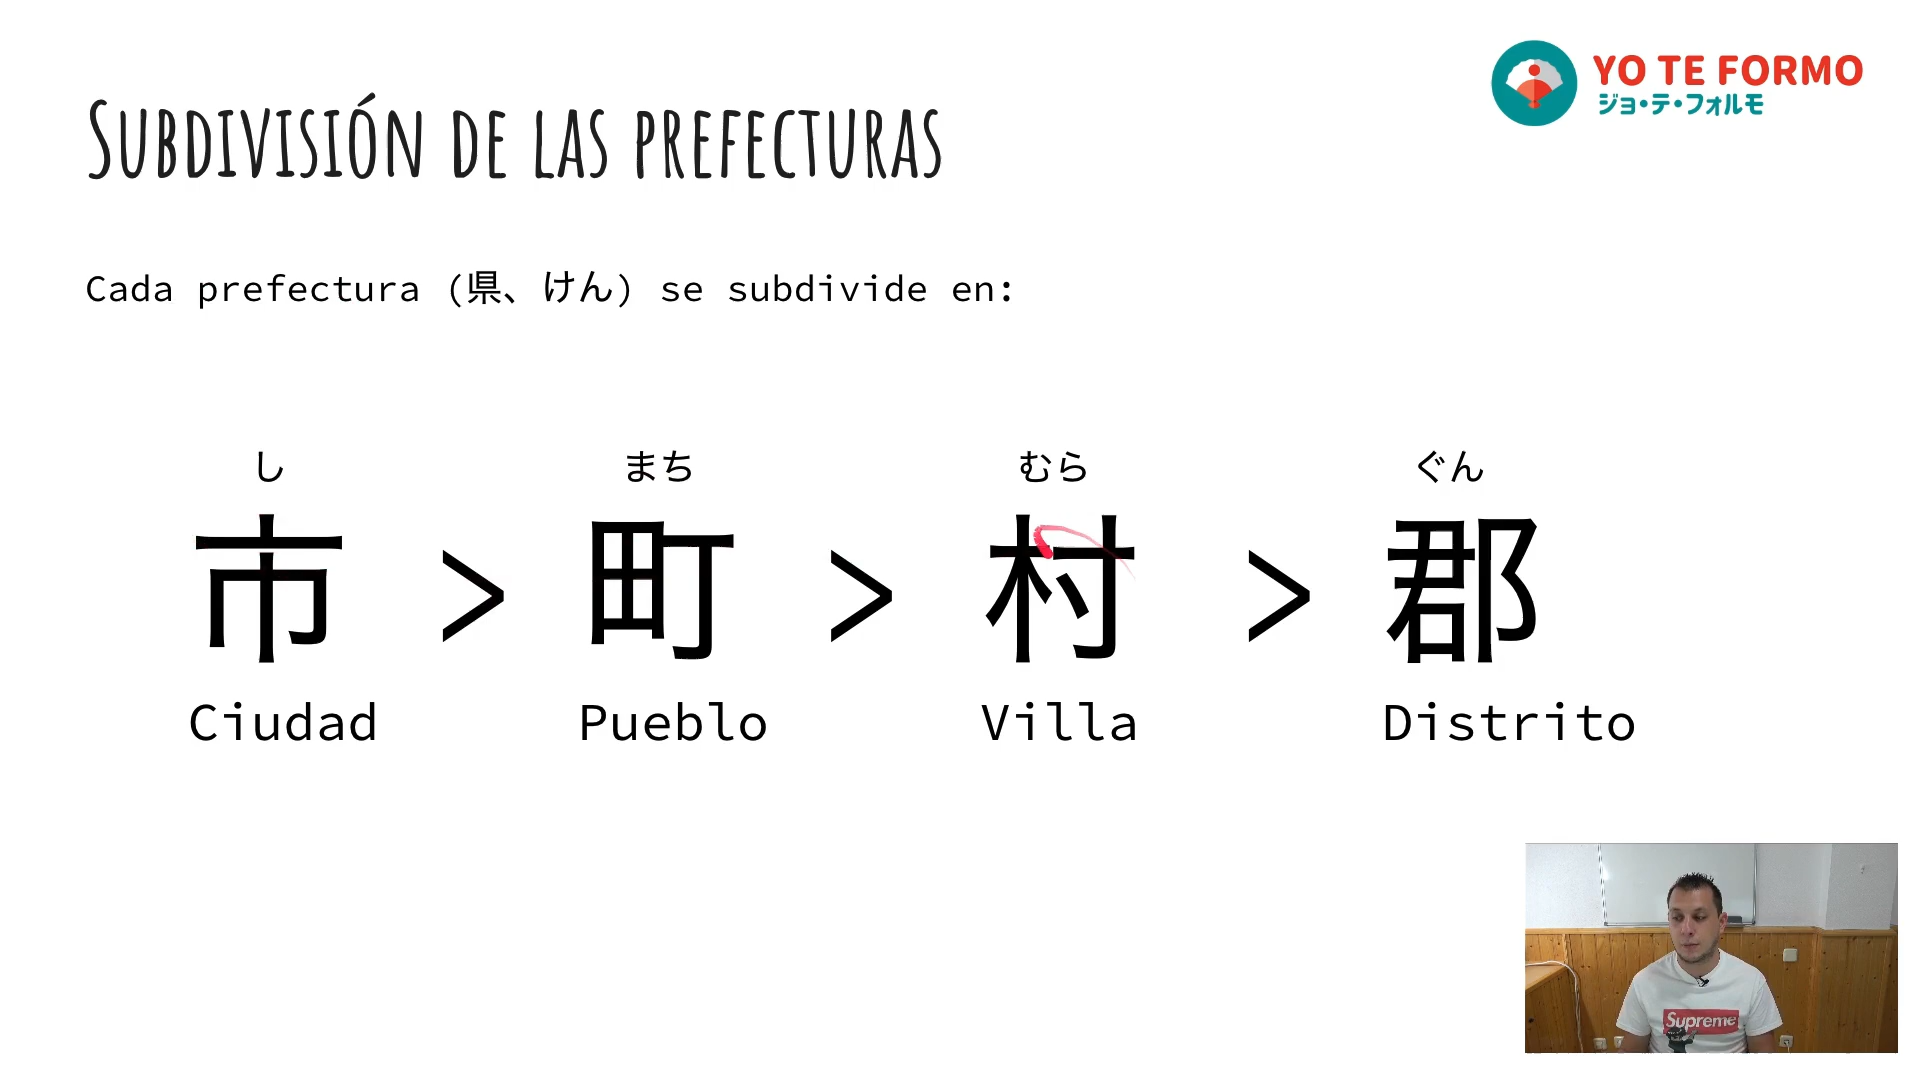 YO TE FORMO
ジョ・テ・フォルモ
SUBDIVISIÓN DE LAS PREFECTURAS
Cada prefectura (県、けん) se subdivide en:
し まち むら ぐん
市 > 町 > 村 > 郡
Ciudad Pueblo Villa Distrito
Supreme